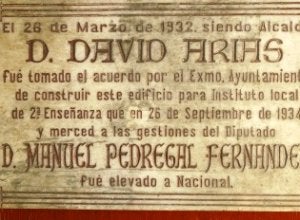 El 26 de Marzo de 1932, siendo Alcald
D. DAVID ARIAS
fué tomado el acuerdo por el Exmo. Ayuntamien
de construir este edificio para Instituto local
de 2ª Enseñanza que en 26 de Septiembre de 1934
y merced a las gestiones del Diputado
D. MANUEL PEDREGAL FERNANDE
fué elevado a Nacional.